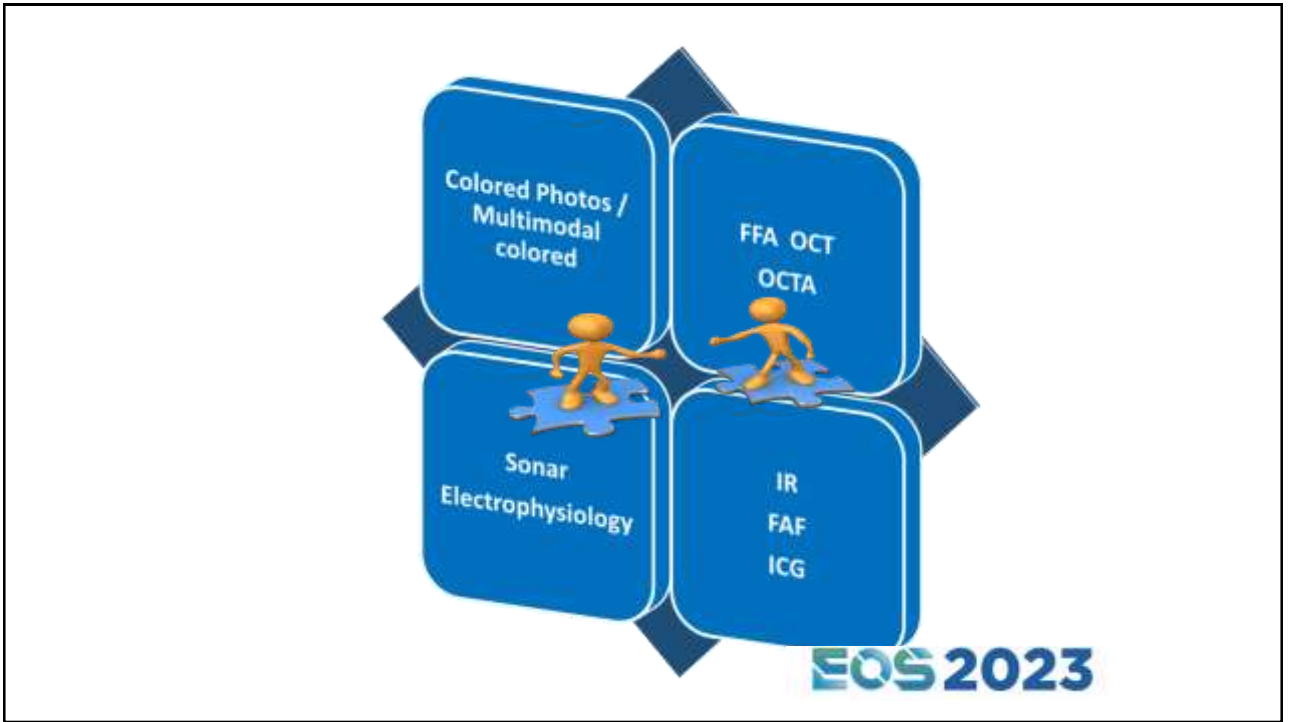 Colored Photos /
Multimodal
colored
FFA OCT
OCTA
Sonar
Electrophysiology
IR
FAF
ICG
EOS 2023